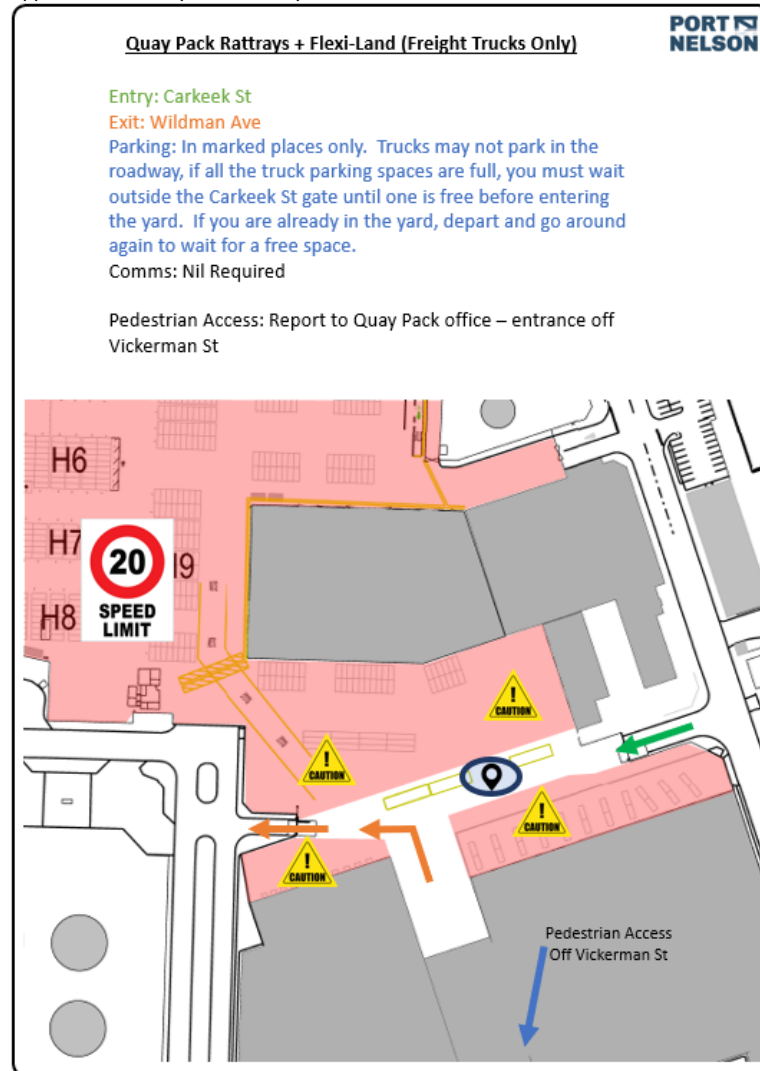 PORT
NELSON
Quay Pack Rattrays + Flexi-Land (Freight Trucks Only)
Entry: Carkeek St
Exit: Wildman Ave
Parking: In marked places only.  Trucks may not park in the
roadway, if all the truck parking spaces are full, you must wait
outside the Carkeek St gate until one is free before entering
the yard.  If you are already in the yard, depart and go around
again to wait for a free space.
Comms: Nil Required
Pedestrian Access: Report to Quay Pack office – entrance off
Vickerman St
H6
H7
H8
20
SPEED
LIMIT
!
CAUTION
!
CAUTION
!
CAUTION
!
CAUTION
Pedestrian Access
Off Vickerman St